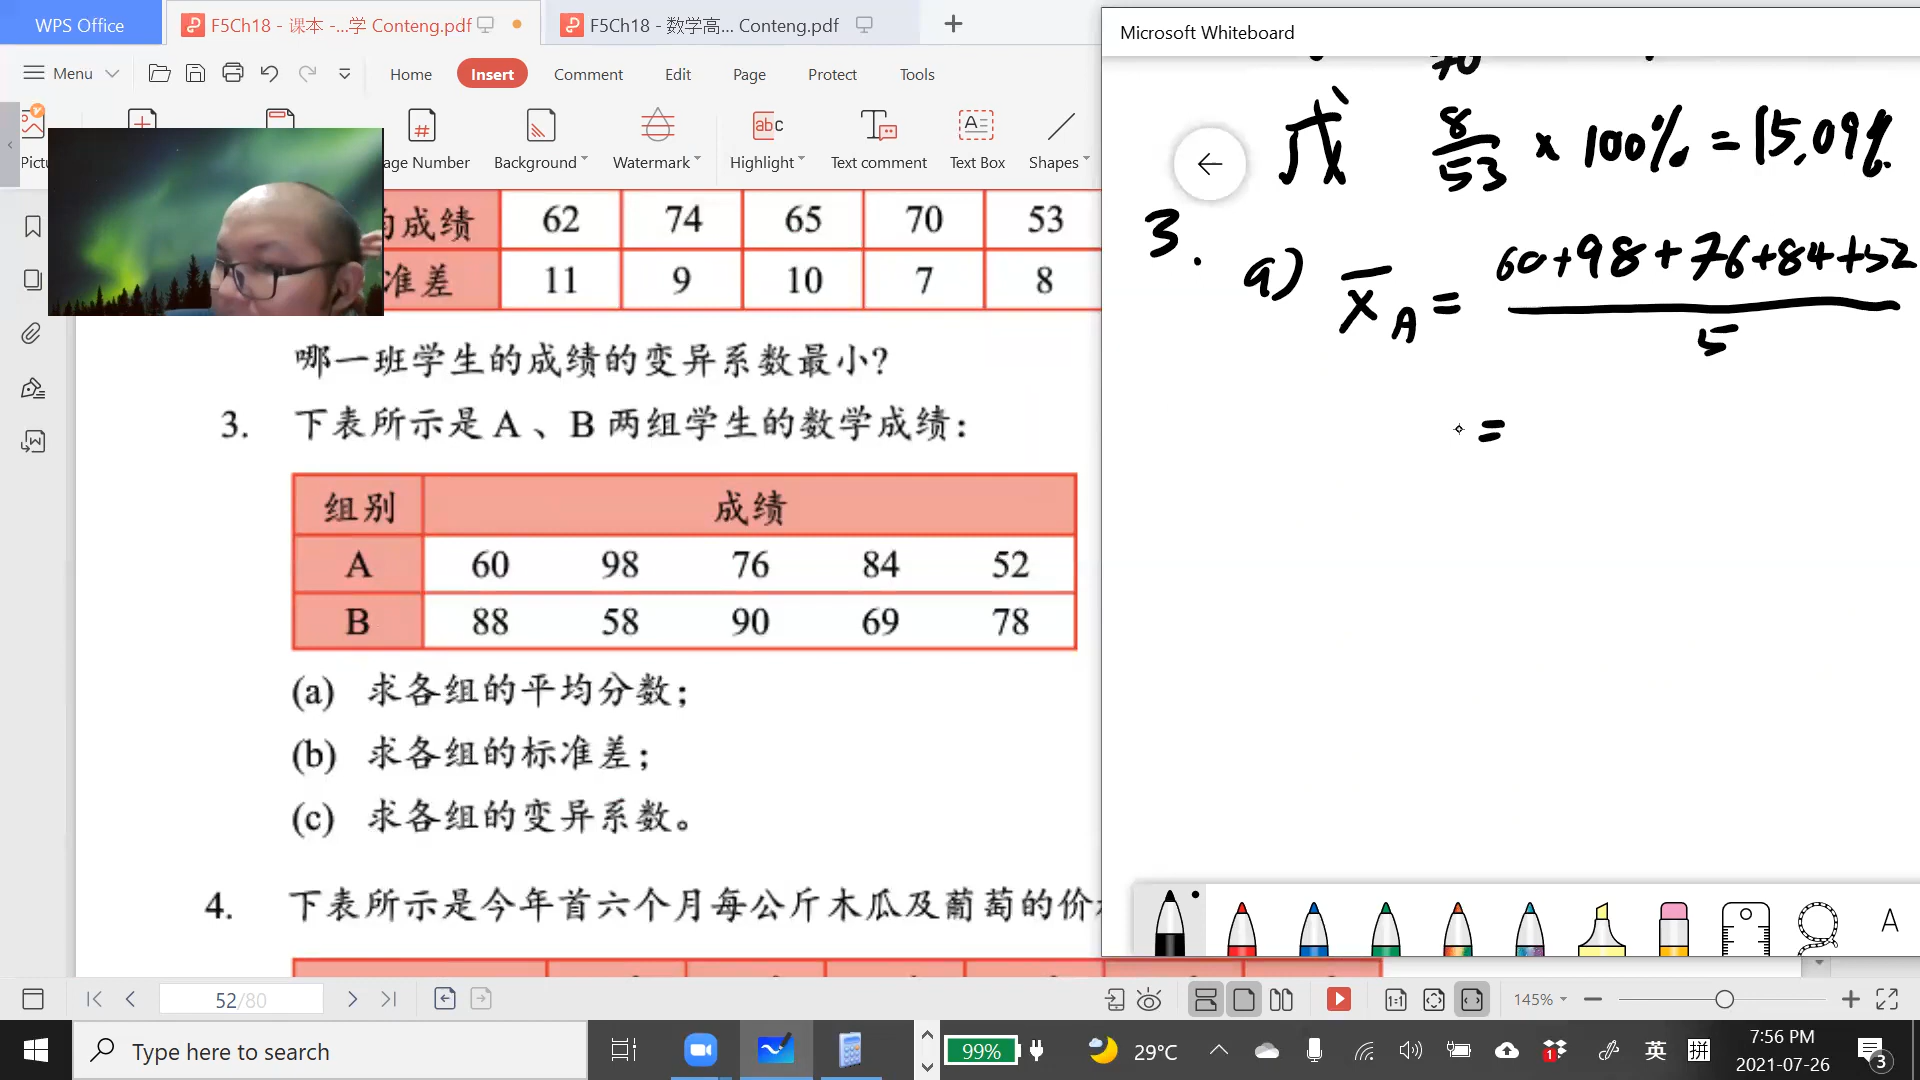 WPS Office
F5Ch18 - 课本 -...学 Conteng.pdf
F5Ch18 - 数学高... Conteng.pdf
Menu
Home
Insert
Comment
Edit
Page
Protect
Tools
Pictu
age Number
Background
Watermark
Highlight
Text comment
Text Box
Shapes
成绩 62 74 65 70 53
准差 11 9 10 7 8
哪一班学生的成绩的变异系数最小?
3. 下表所示是 A、B 两组学生的数学成绩:
组别 成绩
A 60 98 76 84 52
B 88 58 90 69 78
(a) 求各组的平均分数;
(b) 求各组的标准差;
(c) 求各组的变异系数。
4. 下表所示是今年首六个月每公斤木瓜及葡萄的价
Microsoft Whiteboard
70
戊 8/53 x 100% = 15.09%
3.
a) x̄A = (60+98+76+84+52)/5
=
A
52/80
145%
Type here to search
99%
29°C
1
英
拼
7:56 PM
2021-07-26
3